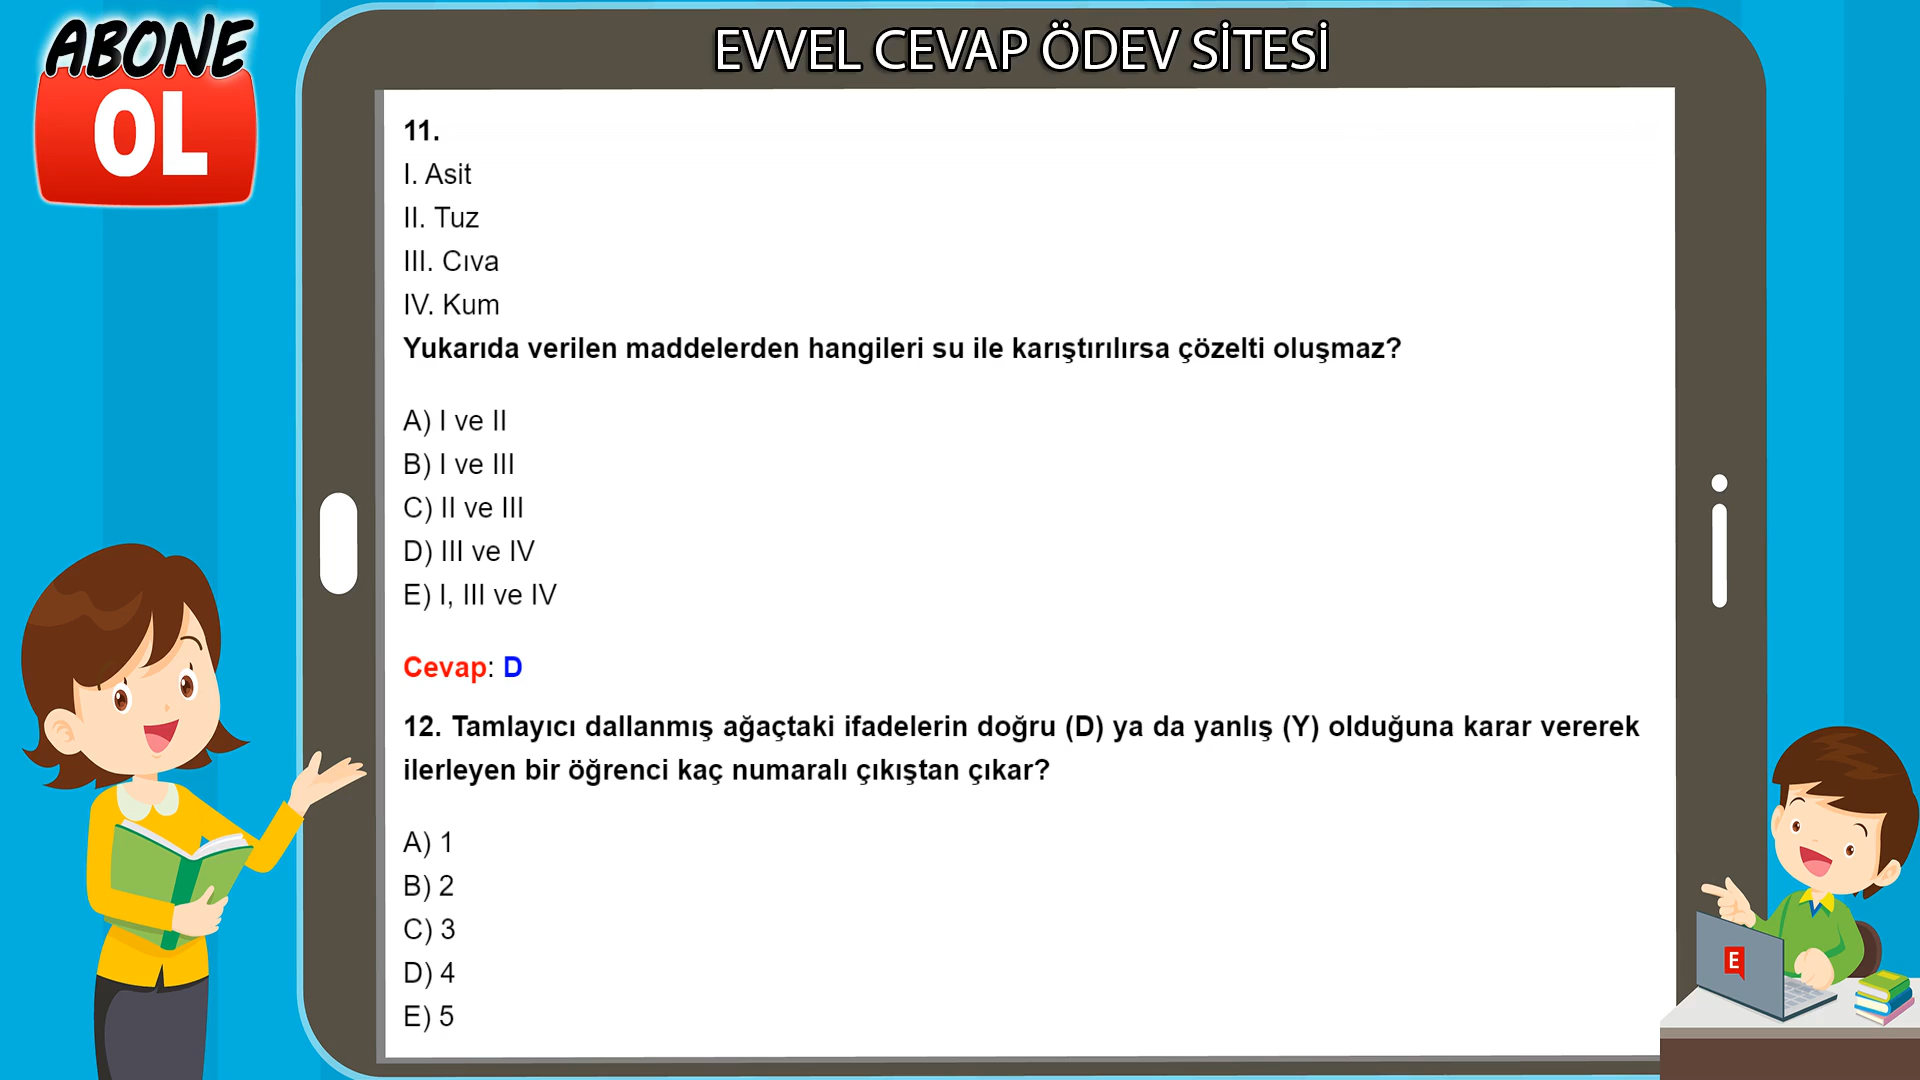 ABONE
OL
EVVEL CEVAP ÖDEV SİTESİ
11.
I. Asit
II. Tuz
III. Cıva
IV. Kum
Yukarıda verilen maddelerden hangileri su ile karıştırılırsa çözelti oluşmaz?
A) I ve II
B) I ve III
C) II ve III
D) III ve IV
E) I, III ve IV
Cevap: D
12. Tamlayıcı dallanmış ağaçtaki ifadelerin doğru (D) ya da yanlış (Y) olduğuna karar vererek
ilerleyen bir öğrenci kaç numaralı çıkıştan çıkar?
A) 1
B) 2
C) 3
D) 4
E) 5
E